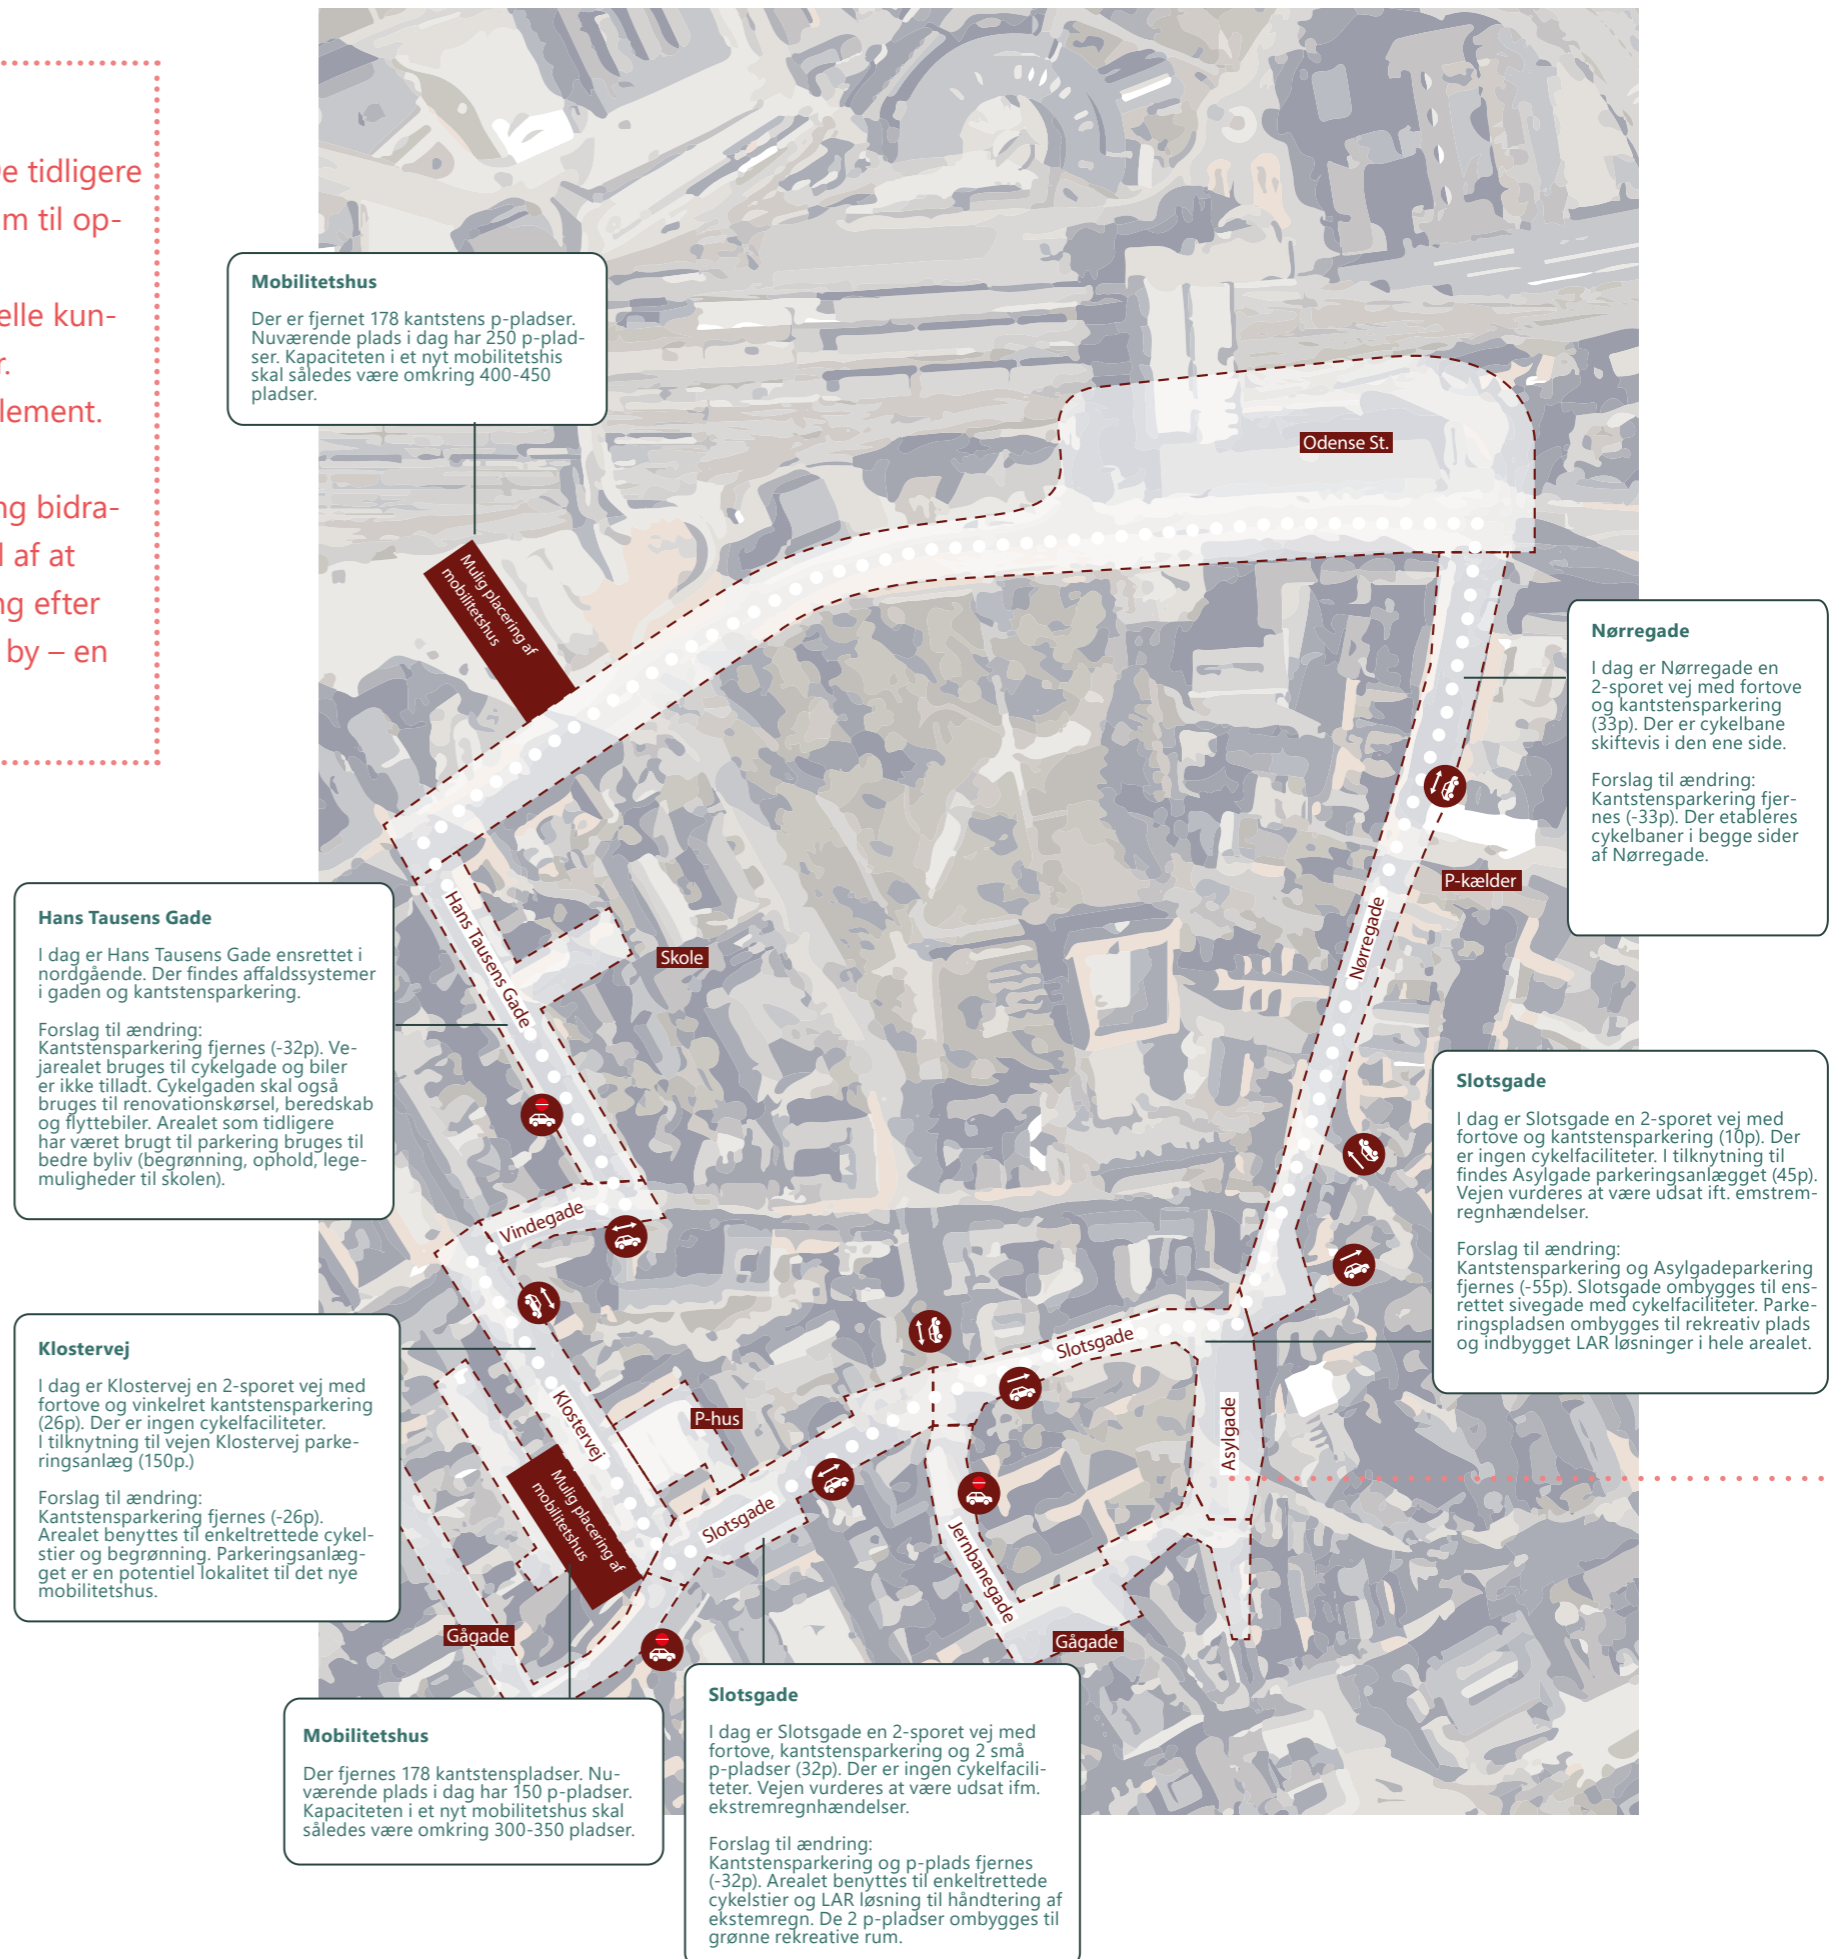 e tidligere
m til op-
elle kun-
r.
lement.
ng bidra-
l af at
ng efter
by – en
Mobilitetshus
Der er fjernet 178 kantstens p-pladser.
Nuværende plads i dag har 250 p-plad-
ser. Kapaciteten i et nyt mobilitetshis
skal således være omkring 400-450
pladser.
Odense St.
Mulig placering af
mobilitetshus
Nørregade
I dag er Nørregade en
2-sporet vej med fortove
og kantstensparkering
(33p). Der er cykelbane
skiftevis i den ene side.
Forslag til ændring:
Kantstensparkering fjer-
nes (-33p). Der etableres
cykelbaner i begge sider
af Nørregade.
P-kælder
Nørregade
Hans Tausens Gade
I dag er Hans Tausens Gade ensrettet i
nordgående. Der findes affaldssystemer
i gaden og kantstensparkering.
Forslag til ændring:
Kantstensparkering fjernes (-32p). Ve-
jarealet bruges til cykelgade og biler
er ikke tilladt. Cykelgaden skal også
bruges til renovationskørsel, beredskab
og flyttebiler. Arealet som tidligere
har været brugt til parkering bruges til
bedre byliv (begrønning, ophold, lege-
muligheder til skolen).
Hans Tausens Gade
Skole
Vindegade
Slotsgade
I dag er Slotsgade en 2-sporet vej med
fortove og kantstensparkering (10p). Der
er ingen cykelfaciliteter. I tilknytning til
findes Asylgade parkeringsanlægget (45p).
Vejen vurderes at være udsat ift. emstrem-
regnhændelser.
Forslag til ændring:
Kantstensparkering og Asylgadeparkering
fjernes (-55p). Slotsgade ombygges til ens-
rettet sivegade med cykelfaciliteter. Parke-
ringspladsen ombygges til rekreativ plads
og indbygget LAR løsninger i hele arealet.
Klostervej
I dag er Klostervej en 2-sporet vej med
fortove og vinkelret kantstensparkering
(26p). Der er ingen cykelfaciliteter.
I tilknytning til vejen Klostervej parke-
ringsanlæg (150p.)
Forslag til ændring:
Kantstensparkering fjernes (-26p).
Arealet benyttes til enkeltrettede cykel-
stier og begrønning. Parkeringsanlæg-
get er en potentiel lokalitet til det nye
mobilitetshus.
Klostervej
P-hus
Slotsgade
Asylgade
Mulig placering af
mobilitetshus
Slotsgade
Jernbanegade
Gågade
Gågade
Mobilitetshus
Der fjernes 178 kantstenspladser. Nu-
værende plads i dag har 150 p-pladser.
Kapaciteten i et nyt mobilitetshus skal
således være omkring 300-350 pladser.
Slotsgade
I dag er Slotsgade en 2-sporet vej med
fortove, kantstensparkering og 2 små
p-pladser (32p). Der er ingen cykelfacili-
teter. Vejen vurderes at være udsat ifm.
ekstremregnhændelser.
Forslag til ændring:
Kantstensparkering og p-plads fjernes
(-32p). Arealet benyttes til enkeltrettede
cykelstier og LAR løsning til håndtering af
ekstemregn. De 2 p-pladser ombygges til
grønne rekreative rum.